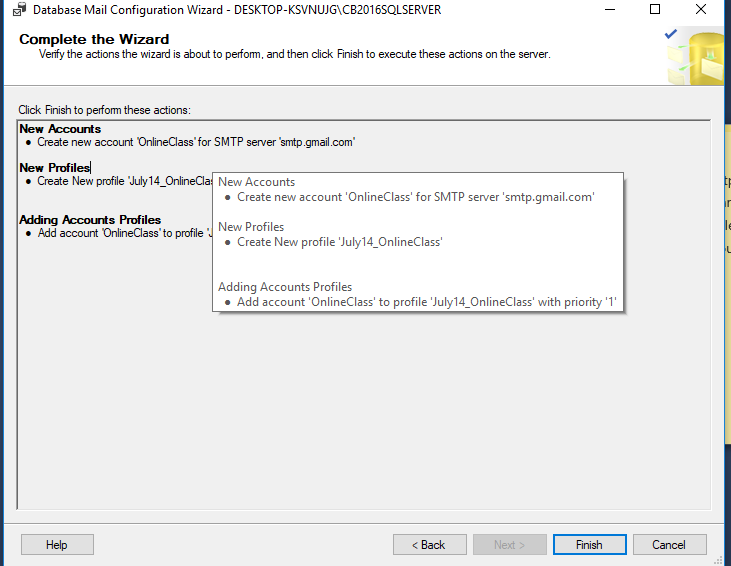 Database Mail Configuration Wizard - DESKTOP-KSVNUJG\CB2016SQLSERVER
Complete the Wizard
Verify the actions the wizard is about to perform, and then click Finish to execute these actions on the server.
Click Finish to perform these actions:
New Accounts
● Create new account 'OnlineClass' for SMTP server 'smtp.gmail.com'
New Profiles
● Create New profile 'July14_OnlineClas
Adding Accounts Profiles
● Add account 'OnlineClass' to profile 'J
New Accounts
● Create new account 'OnlineClass' for SMTP server 'smtp.gmail.com'
New Profiles
● Create New profile 'July14_OnlineClass'
Adding Accounts Profiles
● Add account 'OnlineClass' to profile 'July14_OnlineClass' with priority '1'
Help
< Back
Next >
Finish
Cancel